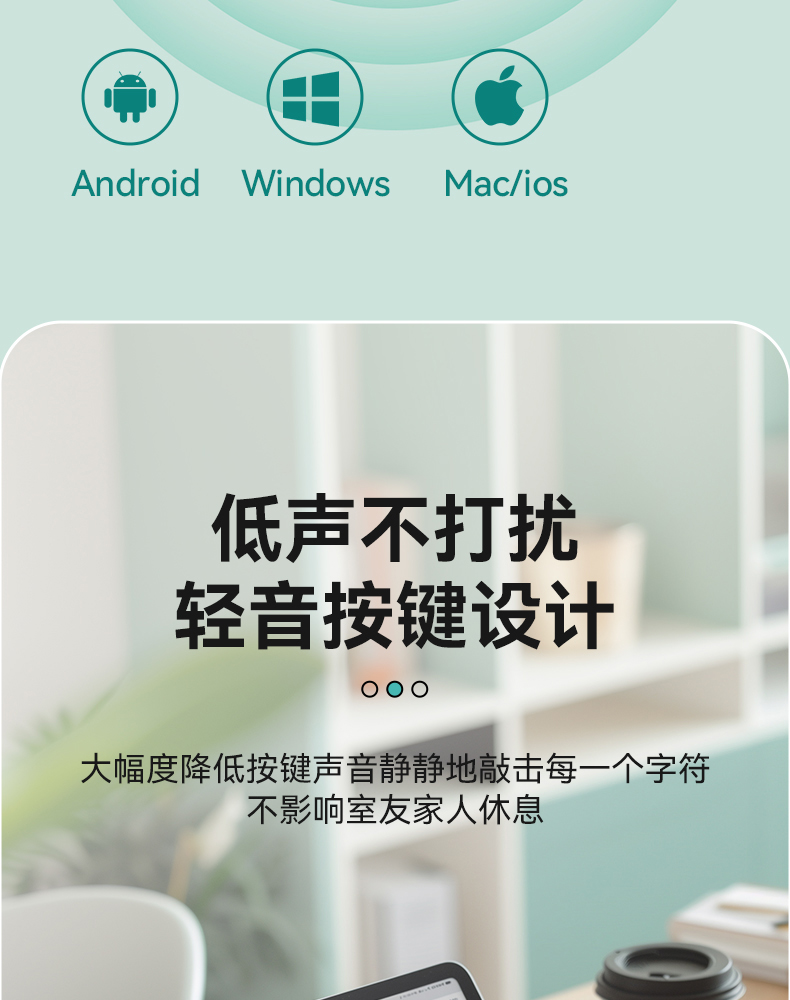 Android Windows Mac/ios
低声不打扰
轻音按键设计
大幅度降低按键声音静静地敲击每一个字符
不影响室友家人休息